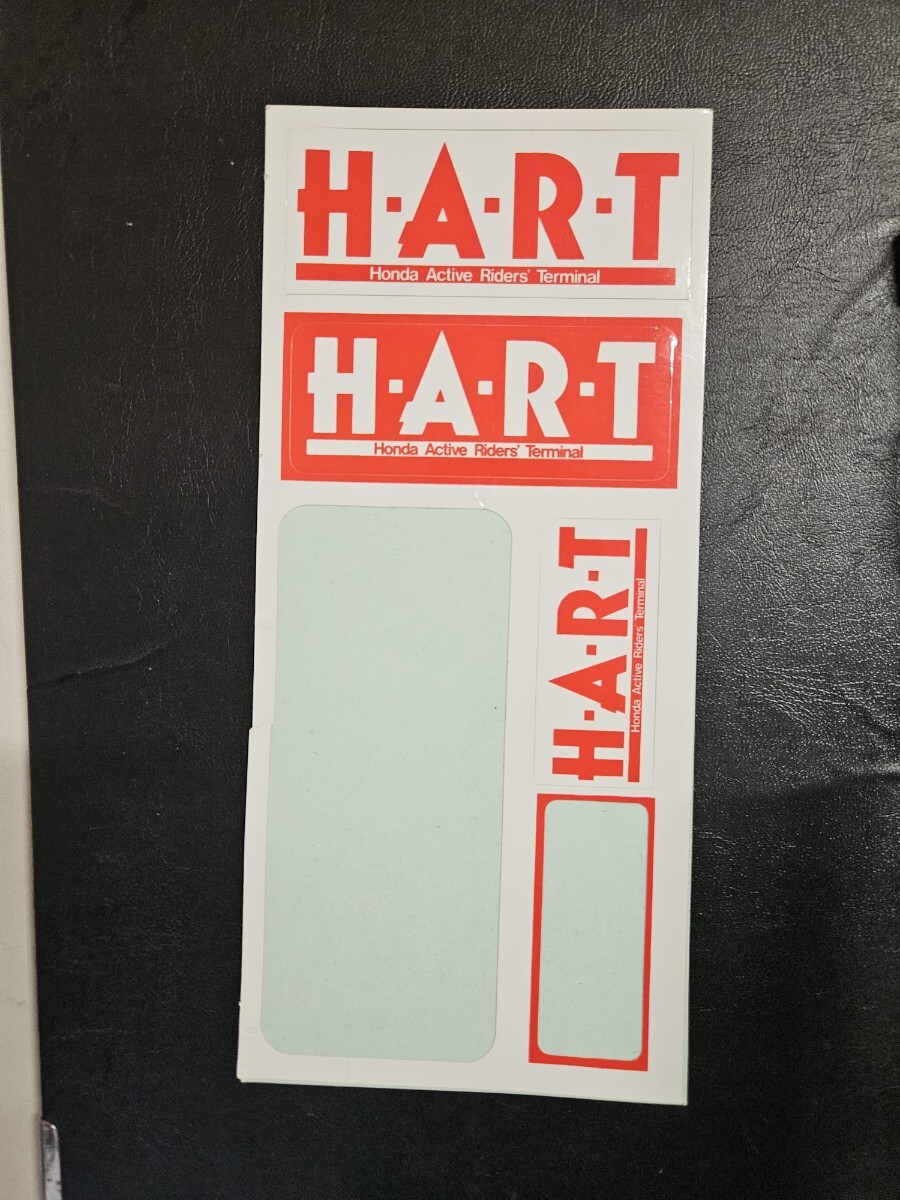 H·A·R·T
Honda Active Riders' Terminal
H·A·R·T
Honda Active Riders' Terminal
H·A·R·T
Honda Active Riders' Terminal